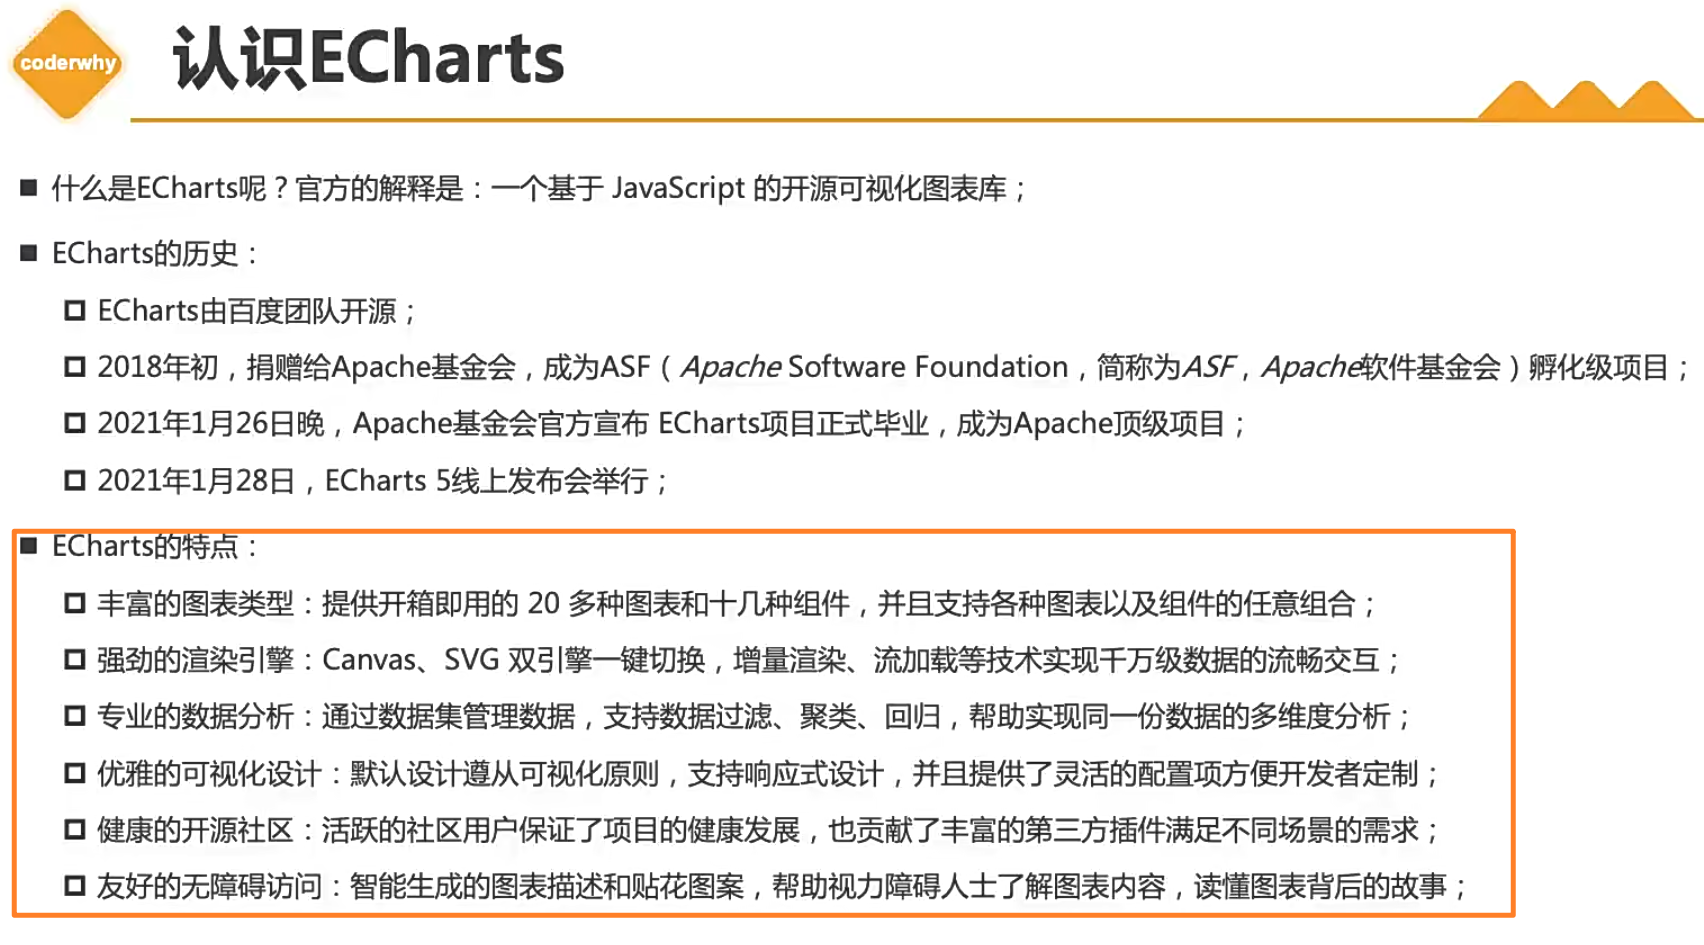 coderwhy
认识ECharts
什么是ECharts呢？官方的解释是：一个基于 JavaScript 的开源可视化图表库；
ECharts的历史：
ECharts由百度团队开源；
2018年初，捐赠给Apache基金会，成为ASF（Apache Software Foundation，简称为ASF，Apache软件基金会）孵化级项目；
2021年1月26日晚，Apache基金会官方宣布 ECharts项目正式毕业，成为Apache顶级项目；
2021年1月28日，ECharts 5线上发布会举行；
ECharts的特点：
丰富的图表类型：提供开箱即用的 20 多种图表和十几种组件，并且支持各种图表以及组件的任意组合；
强劲的渲染引擎：Canvas、SVG 双引擎一键切换，增量渲染、流加载等技术实现千万级数据的流畅交互；
专业的数据分析：通过数据集管理数据，支持数据过滤、聚类、回归，帮助实现同一份数据的多维度分析；
优雅的可视化设计：默认设计遵从可视化原则，支持响应式设计，并且提供了灵活的配置项方便开发者定制；
健康的开源社区：活跃的社区用户保证了项目的健康发展，也贡献了丰富的第三方插件满足不同场景的需求；
友好的无障碍访问：智能生成的图表描述和贴花图案，帮助视力障碍人士了解图表内容，读懂图表背后的故事；